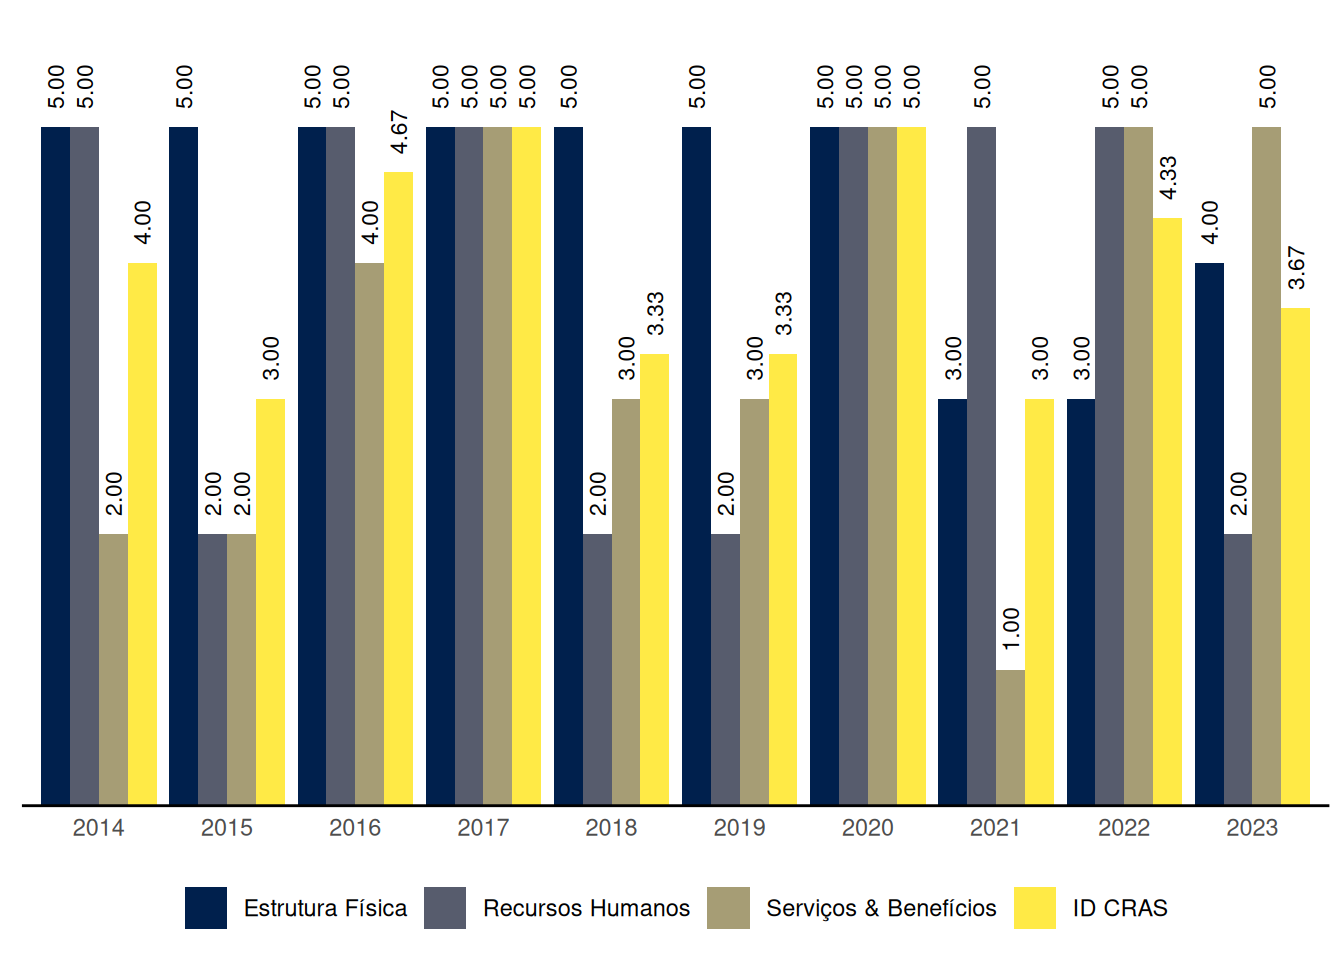 5.00 5.00 2.00 4.00
5.00 2.00 2.00 3.00
5.00 5.00 4.00 4.67
5.00 5.00 5.00 5.00
5.00 2.00 3.00 3.33
5.00 2.00 3.00 3.33
5.00 5.00 5.00 5.00
3.00 5.00 1.00 3.00
3.00 5.00 5.00 4.33
4.00 2.00 5.00 3.67
2014 2015 2016 2017 2018 2019 2020 2021 2022 2023
Estrutura Física Recursos Humanos Serviços & Benefícios ID CRAS